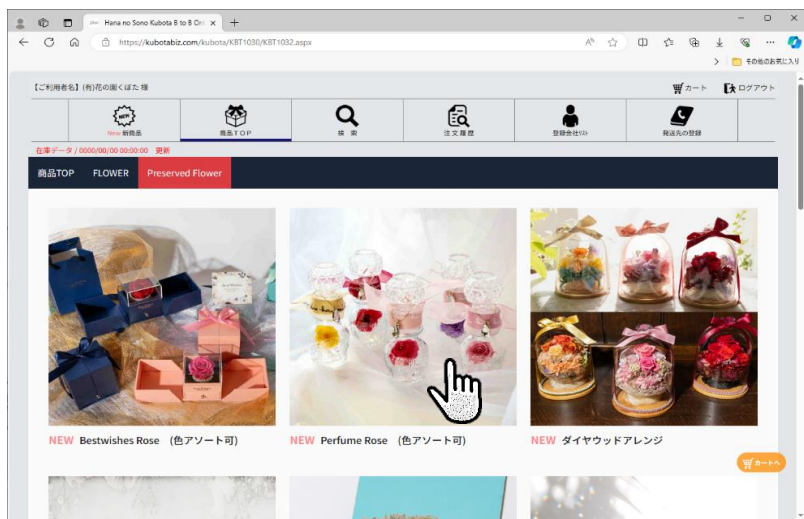 Hana no Sono Kubota B to B Onl
https://kubotabiz.com/kubota/KBT1030/KBT1032.aspx
その他のお気に入り
【ご利用者名】(有)花の園くぼた 様
カート
ログアウト
NEW
New 新商品
商品TOP
検 索
注文履歴
登録会社リスト
発送先の登録
在庫データ / 0000/00/00 00:00:00 更新
商品TOP FLOWER Preserved Flower
NEW Bestwishes Rose (色アソート可)
NEW Perfume Rose (色アソート可)
NEW ダイヤウッドアレンジ
カートへ